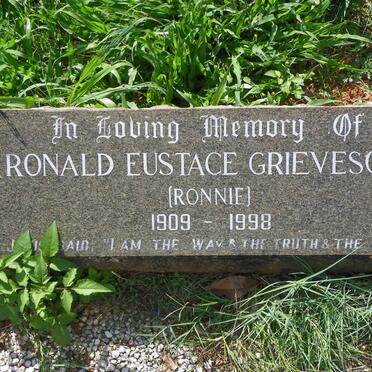 In Loving Memory Of
RONALD EUSTACE GRIEVESO
(RONNIE)
1909 - 1998
SAID, "I AM THE WAY & THE TRUTH & THE